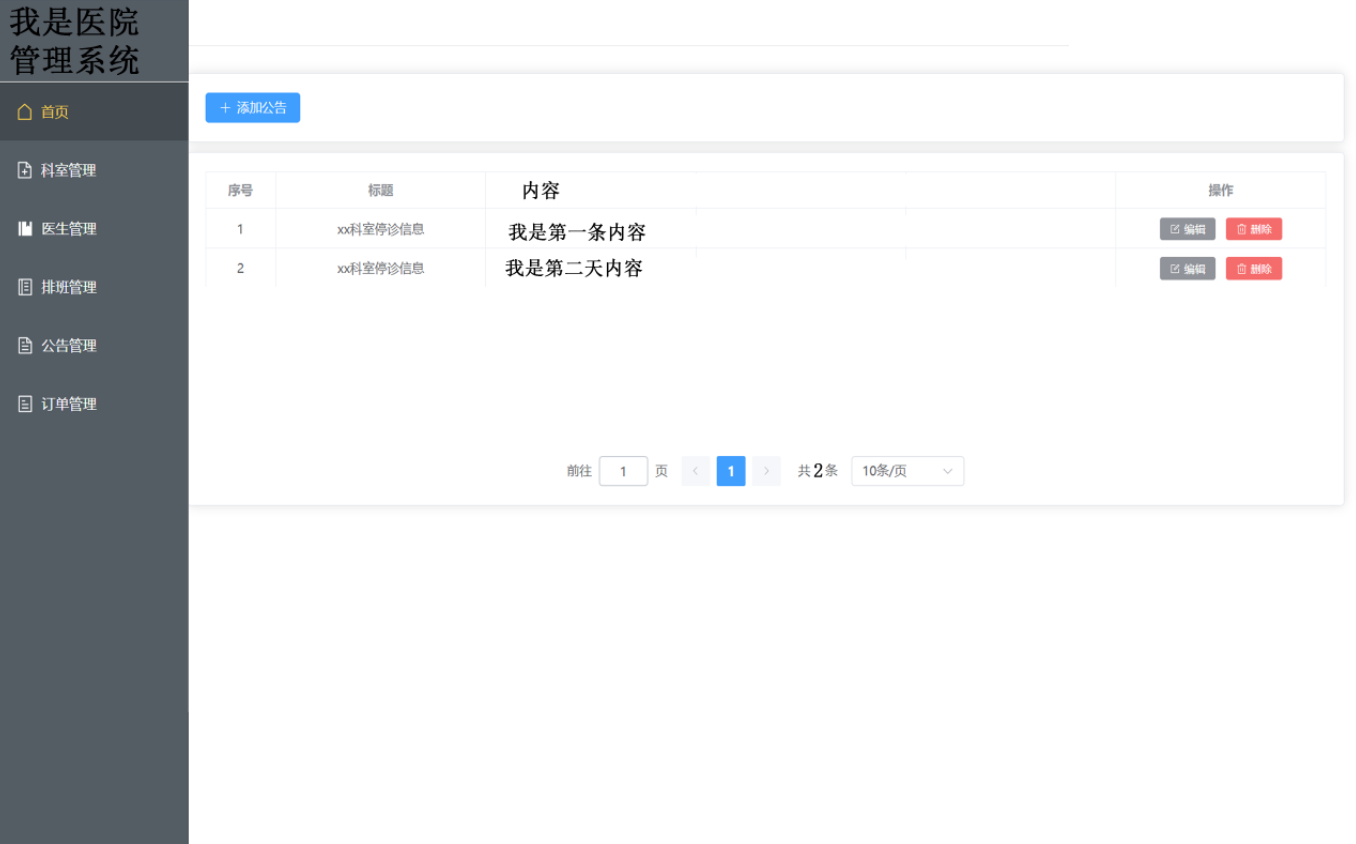 我是医院
管理系统
首页
科室管理
医生管理
排班管理
公告管理
订单管理
+ 添加公告
序号 标题 内容 操作
1 xx科室停诊信息 我是第一条内容 编辑 删除
2 xx科室停诊信息 我是第二天内容 编辑 删除
前往 1 页 < 1 > 共2条 10条/页